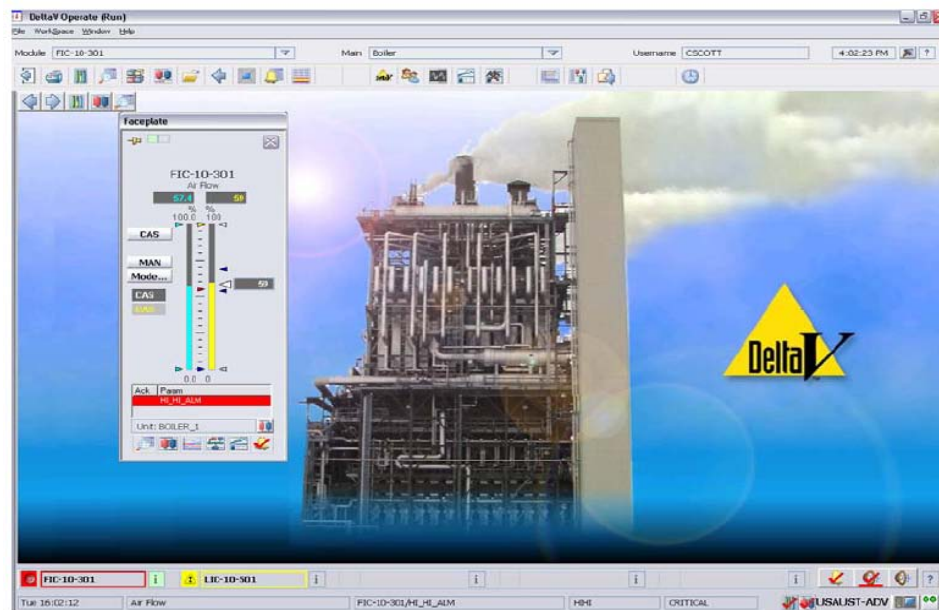 DeltaV Operate (Run)
File WorkSpace Window Help
Module FIC-10-301 Main Boiler Username CSCOTT 4:02:23 PM ?
Faceplate
FIC-10-301
Air Flow
57.4 59
% %
100.0 100
CAS
MAN
Mode...
CAS
59
0.0 0
Ack Param
HI_HI_ALM
Unit: BOILER_1
DeltaV
FIC-10-301 i LIC-10-501 i i i i ?
Tue 16:02:12 Air Flow FIC-10-301/HI_HI_ALM HIHI CRITICAL USAUST-ADV